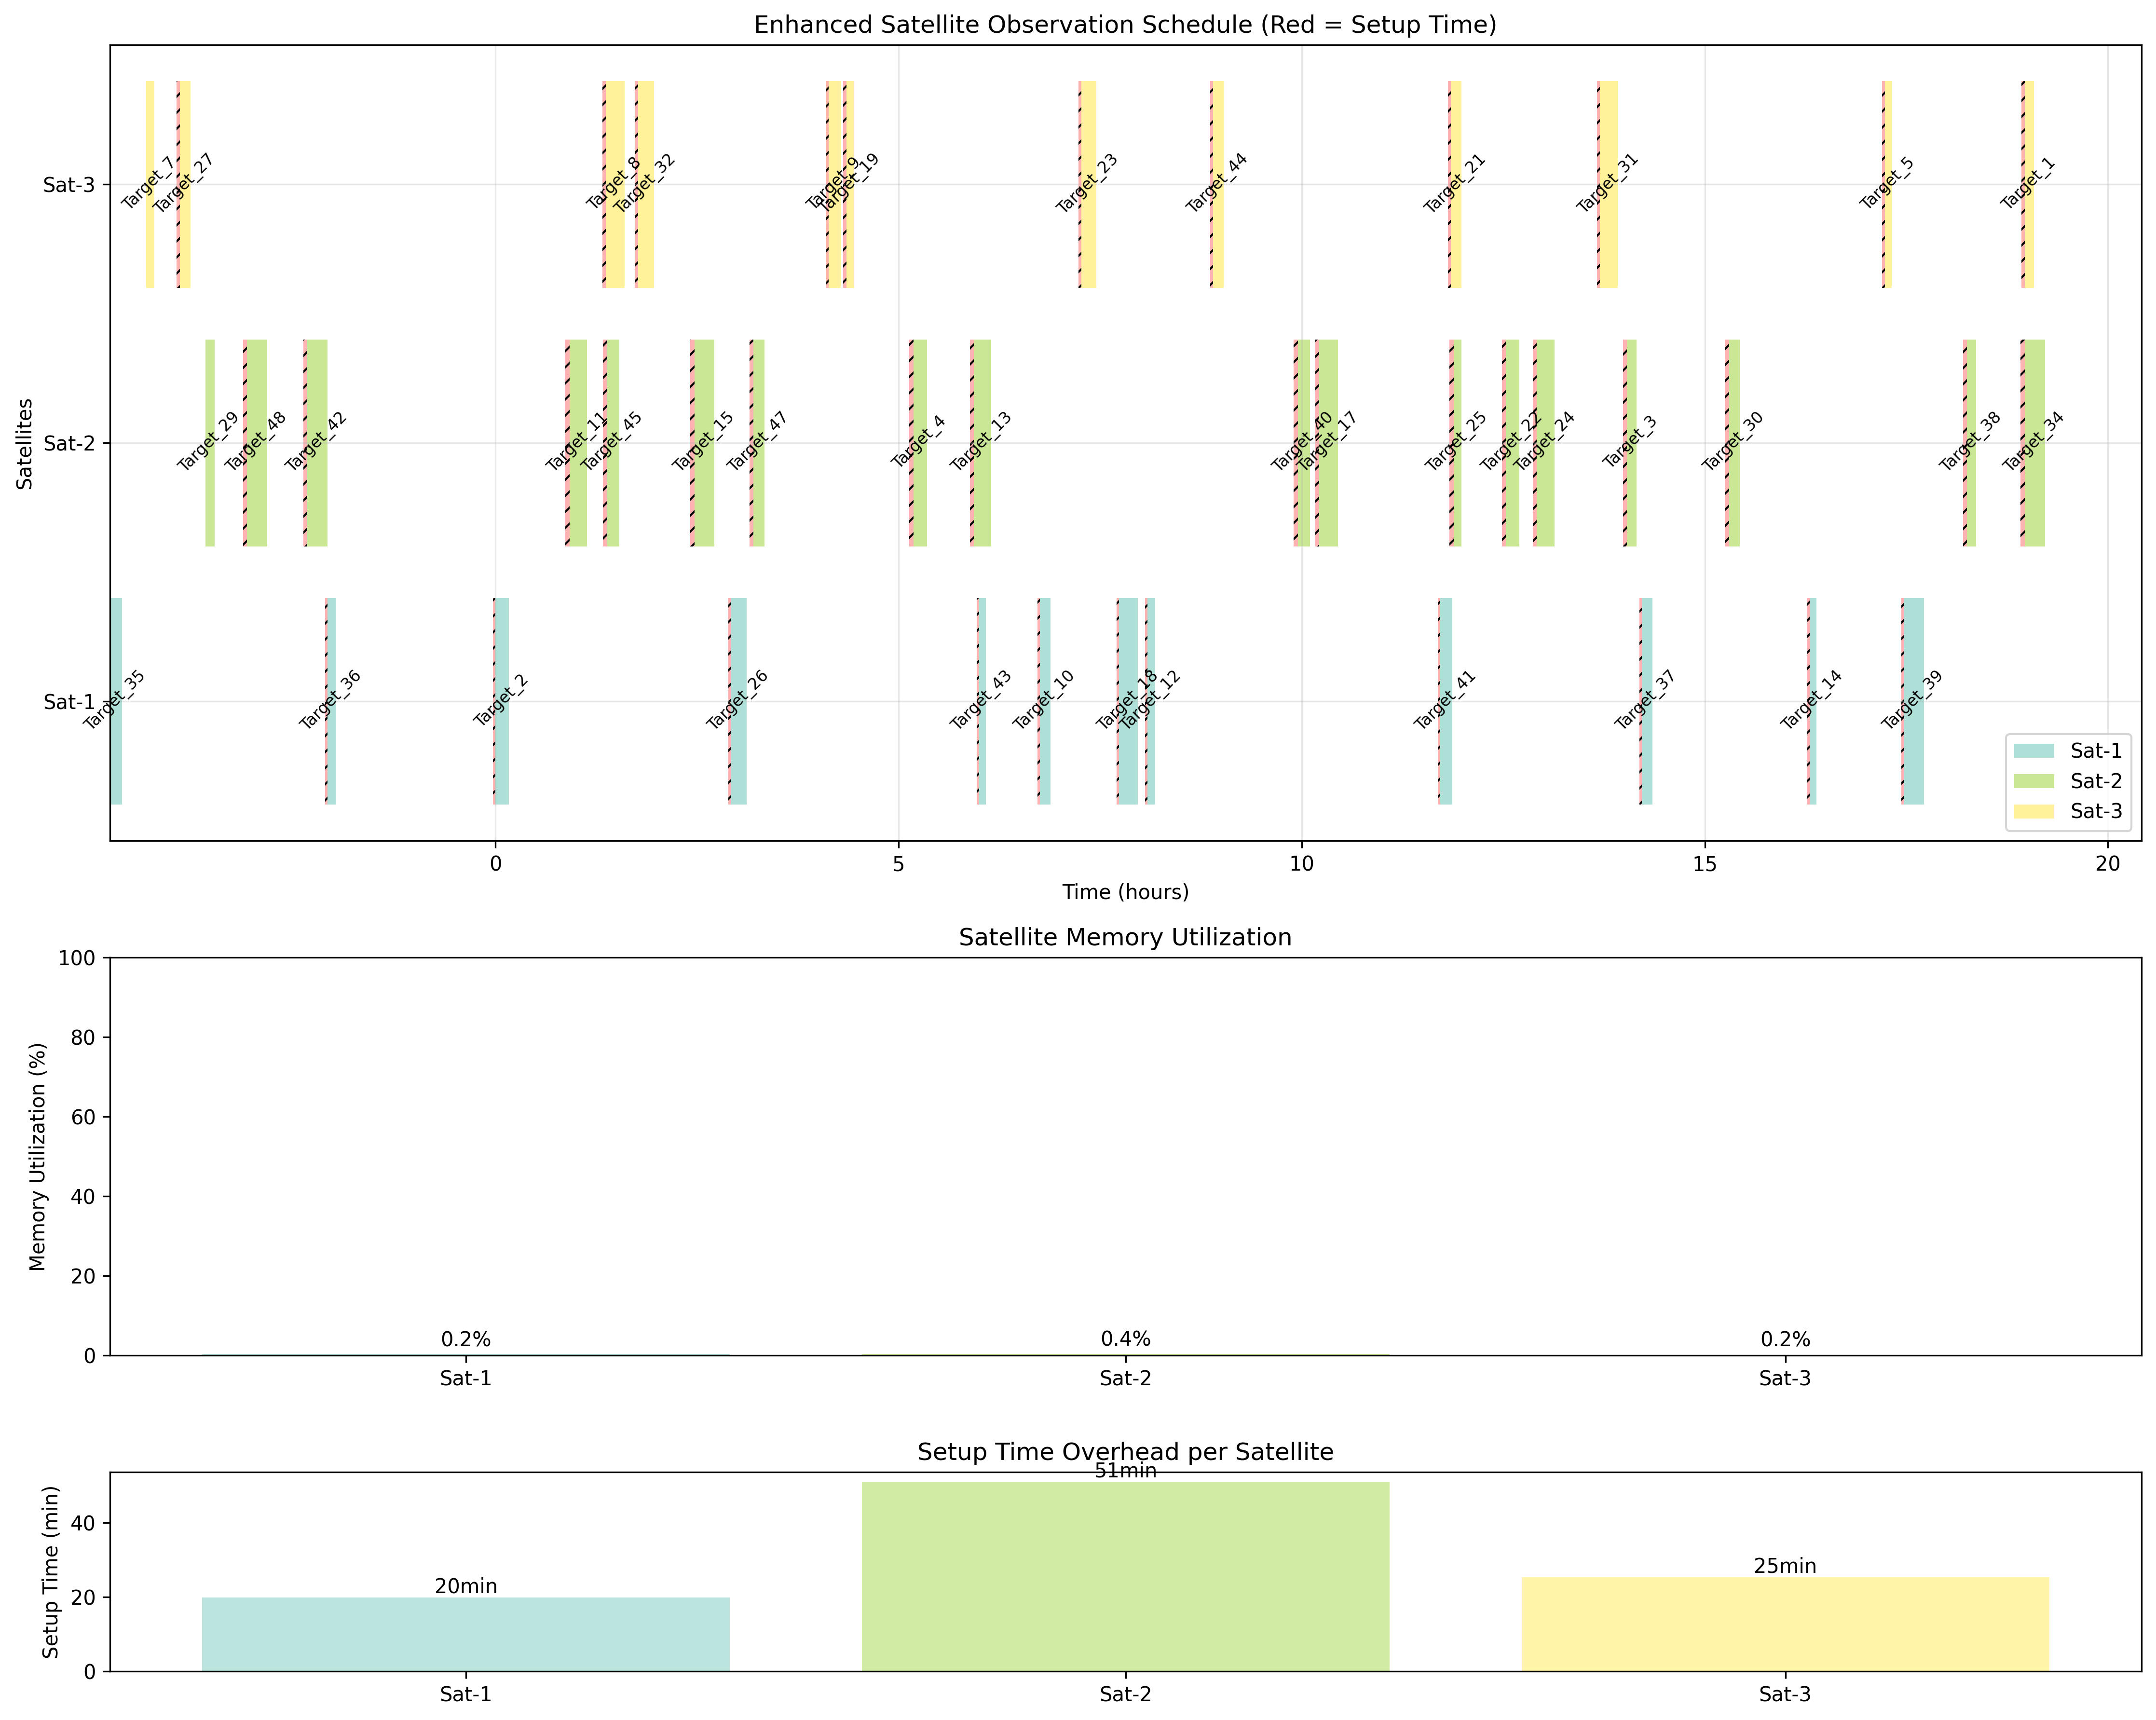 Enhanced Satellite Observation Schedule (Red = Setup Time)
Satellites
Sat-3
Target_7
Target_27
Target_8
Target_32
Target_9
Target_19
Target_23
Target_44
Target_21
Target_31
Target_5
Target_1
Sat-2
Target_29
Target_48
Target_42
Target_11
Target_45
Target_15
Target_47
Target_4
Target_13
Target_40
Target_17
Target_25
Target_22
Target_24
Target_3
Target_30
Target_38
Target_34
Sat-1
Target_35
Target_36
Target_2
Target_26
Target_43
Target_10
Target_18
Target_12
Target_41
Target_37
Target_14
Target_39
Sat-1
Sat-2
Sat-3
0 5 10 15 20
Time (hours)
Satellite Memory Utilization
Memory Utilization (%)
100
80
60
40
20
0
0.2% 0.4% 0.2%
Sat-1 Sat-2 Sat-3
Setup Time Overhead per Satellite
Setup Time (min)
40
20
0
51min
25min
20min
Sat-1 Sat-2 Sat-3